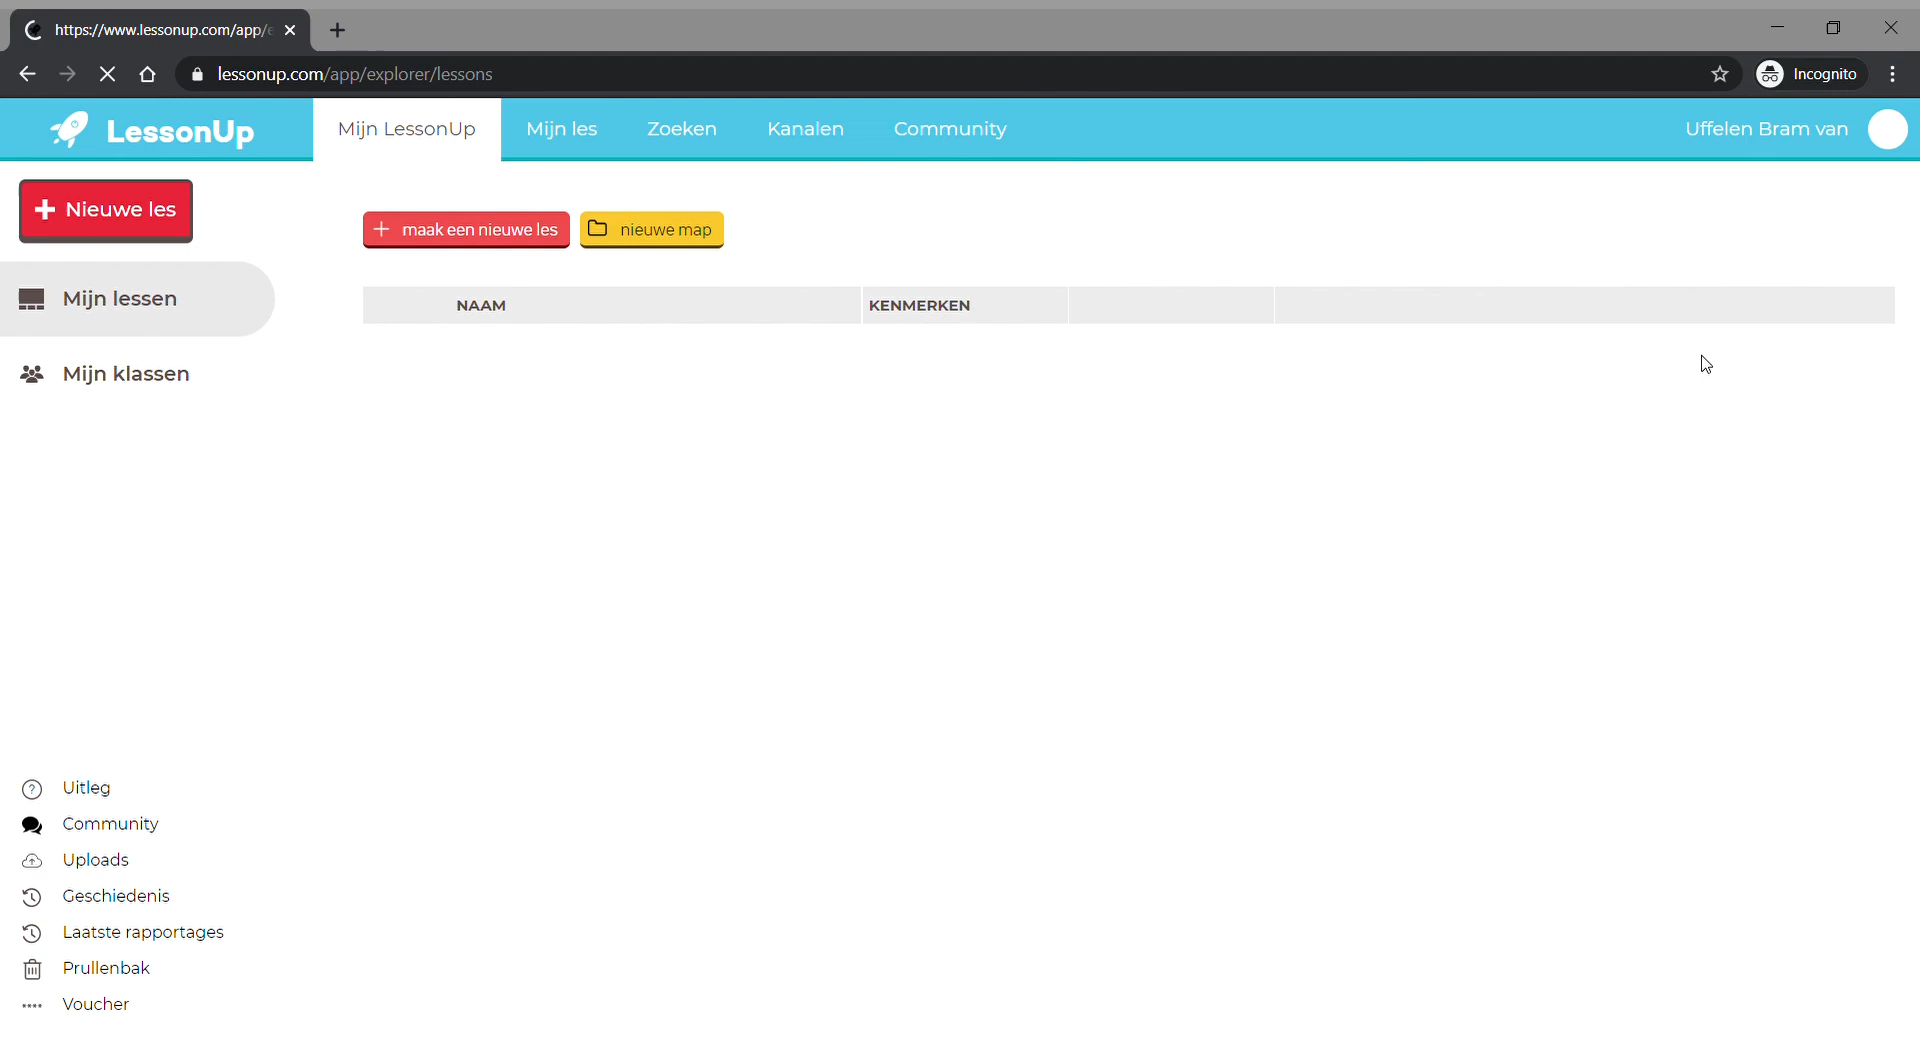 https://www.lessonup.com/app/e
lessonup.com/app/explorer/lessons
Incognito
LessonUp
Mijn LessonUp
Mijn les
Zoeken
Kanalen
Community
Uffelen Bram van
Nieuwe les
maak een nieuwe les
nieuwe map
Mijn lessen
NAAM
KENMERKEN
Mijn klassen
Uitleg
Community
Uploads
Geschiedenis
Laatste rapportages
Prullenbak
Voucher